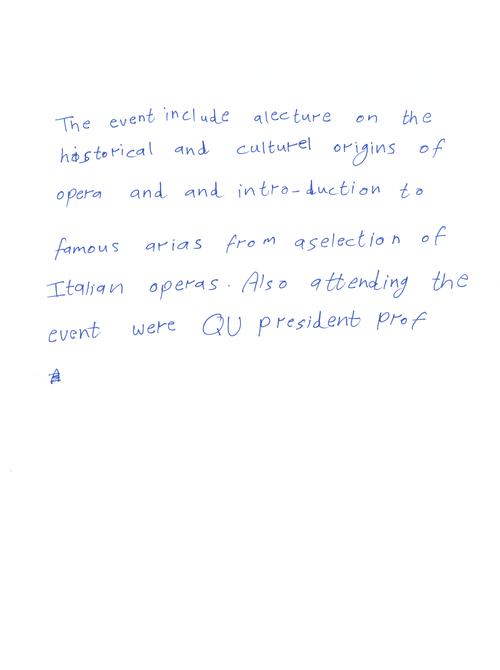 The event include alecture on the
historical and culturel origins of
opera and and intro-duction to
famous arias from aselection of
Italian operas. Also attending the
event were QU president prof